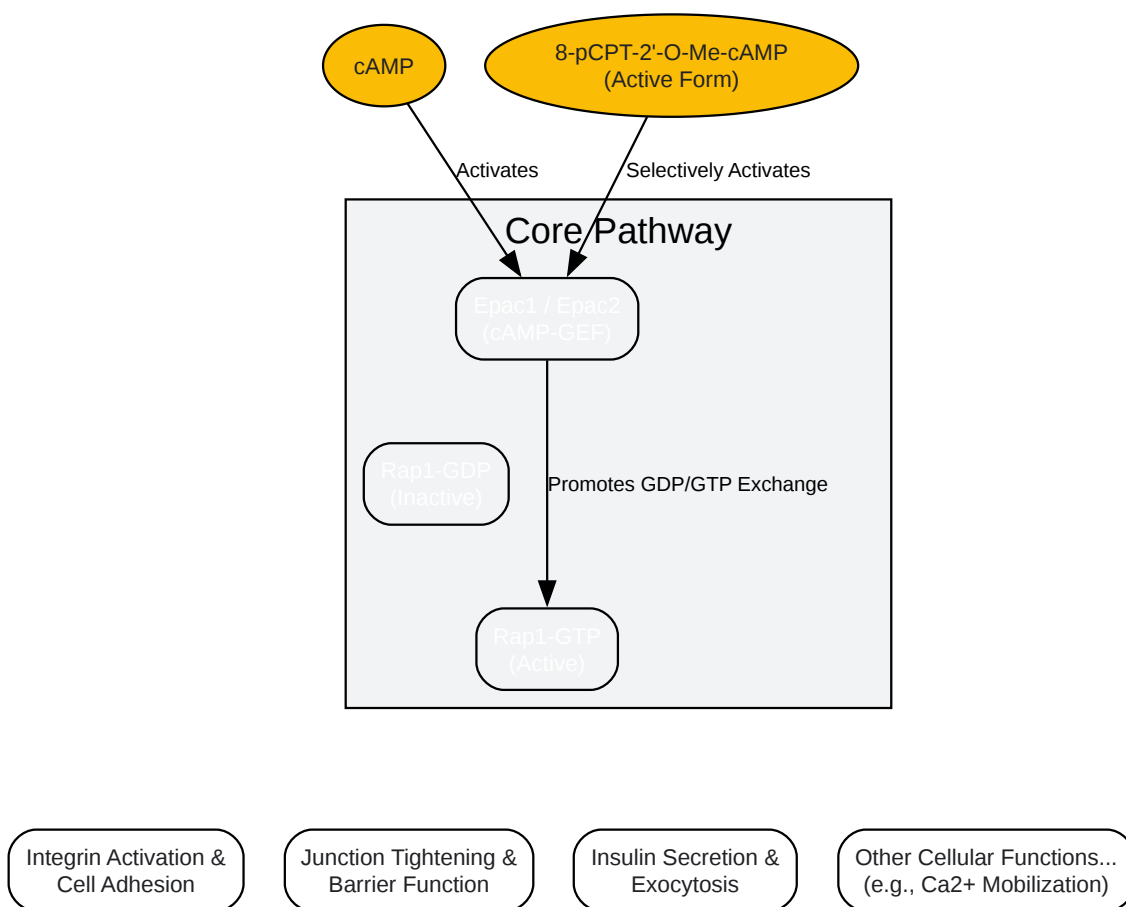 cAMP
8-pCPT-2'-O-Me-cAMP
(Active Form)
Activates
Selectively Activates
Core Pathway
Epac1 / Epac2
(cAMP-GEF)
Rap1-GDP
(Inactive)
Promotes GDP/GTP Exchange
Rap1-GTP
(Active)
Integrin Activation &
Cell Adhesion
Junction Tightening &
Barrier Function
Insulin Secretion &
Exocytosis
Other Cellular Functions...
(e.g., Ca2+ Mobilization)